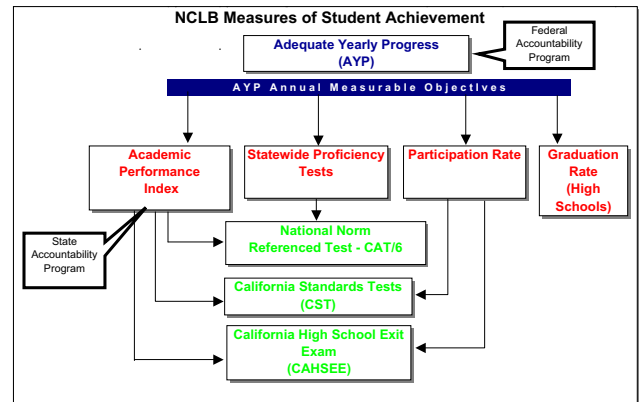 NCLB Measures of Student Achievement
Adequate Yearly Progress
(AYP)
Federal
Accountability
Program
AYP Annual Measurable ObjectIves
Academic
Performance
Index
Statewide Proficiency
Tests
Participation Rate
Graduation
Rate
(High
Schools)
State
Accountability
Program
National Norm
Referenced Test - CAT/6
California Standards Tests
(CST)
California High School Exit
Exam
(CAHSEE)